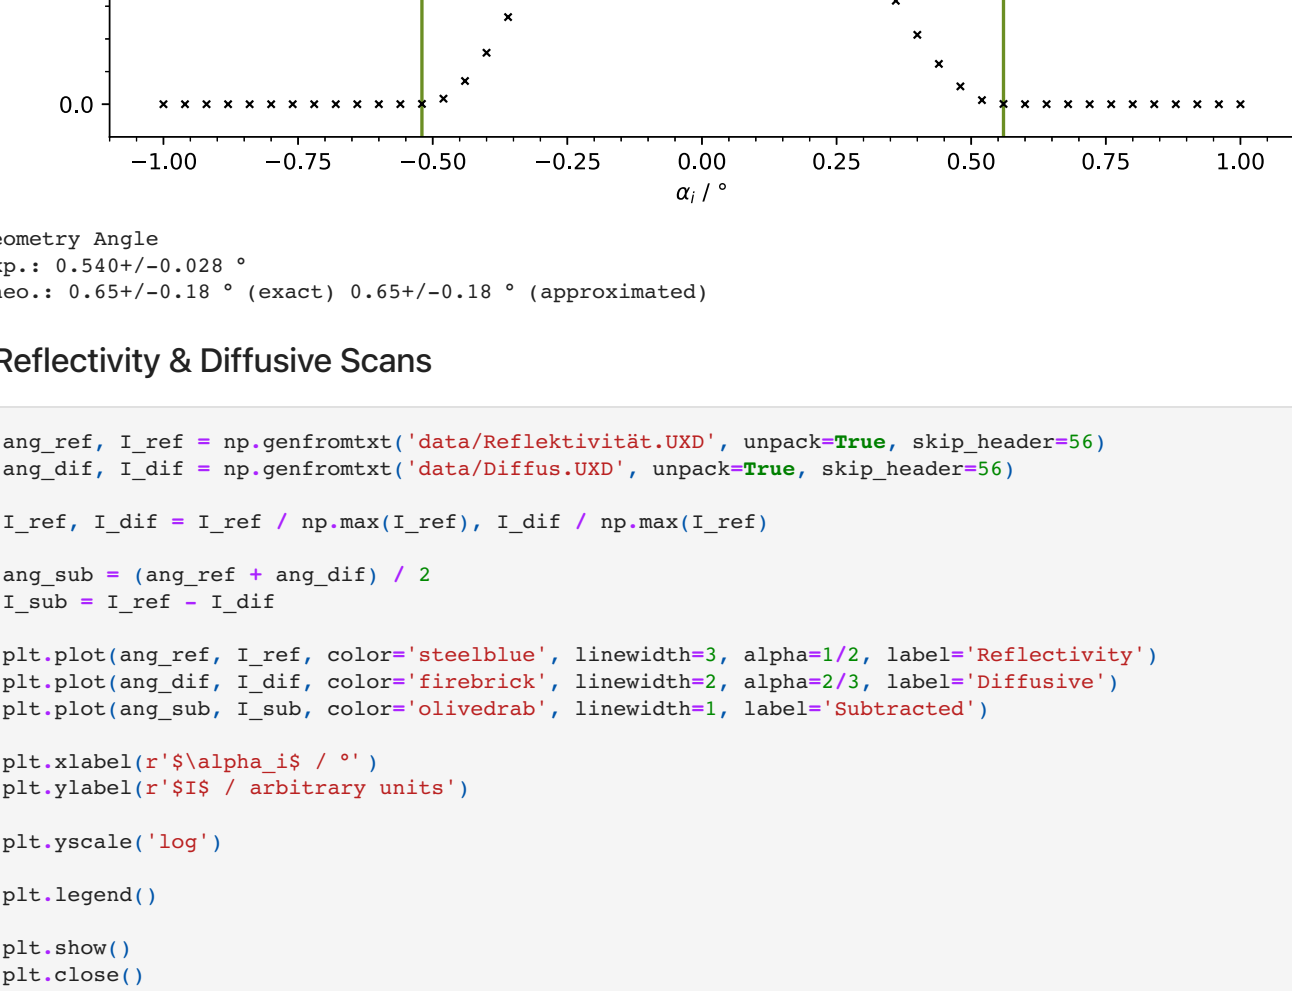 0.0
−1.00 −0.75 −0.50 −0.25 0.00 0.25 0.50 0.75 1.00
αi / °
eometry Angle
xp.: 0.540+/-0.028 °
neo.: 0.65+/-0.18 ° (exact) 0.65+/-0.18 ° (approximated)
Reflectivity & Diffusive Scans
ang_ref, I_ref = np.genfromtxt('data/Reflektivität.UXD', unpack=True, skip_header=56)
ang_dif, I_dif = np.genfromtxt('data/Diffus.UXD', unpack=True, skip_header=56)
I_ref, I_dif = I_ref / np.max(I_ref), I_dif / np.max(I_ref)
ang_sub = (ang_ref + ang_dif) / 2
I_sub = I_ref - I_dif
plt.plot(ang_ref, I_ref, color='steelblue', linewidth=3, alpha=1/2, label='Reflectivity')
plt.plot(ang_dif, I_dif, color='firebrick', linewidth=2, alpha=2/3, label='Diffusive')
plt.plot(ang_sub, I_sub, color='olivedrab', linewidth=1, label='Subtracted')
plt.xlabel(r'$\alpha_i$ / °')
plt.ylabel(r'$I$ / arbitrary units')
plt.yscale('log')
plt.legend()
plt.show()
plt.close()